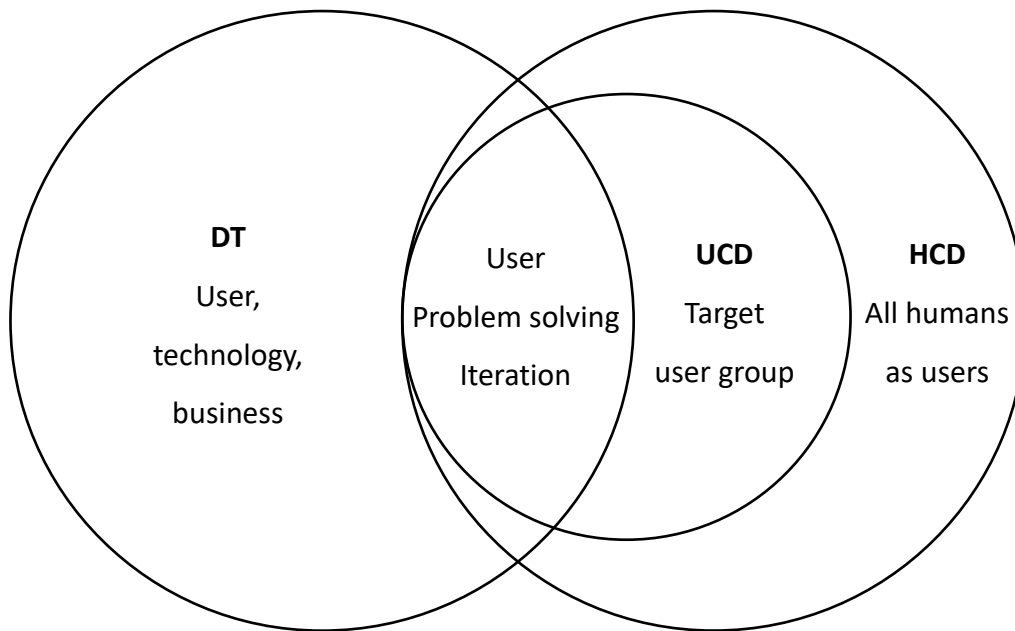 DT
User,
technology,
business
User
Problem solving
Iteration
UCD
Target
user group
HCD
All humans
as users